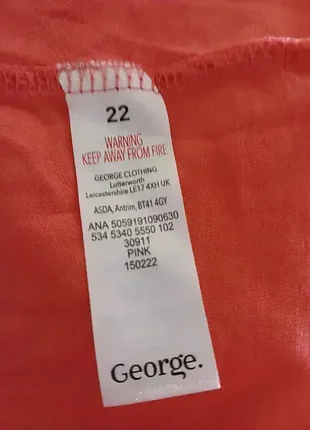 22
WARNING
KEEP AWAY FROM FIRE
GEORGE CLOTHING
Lutterworth
Leicestershire LE17 4XH UK
ASDA, Antrim, BT41 4GY
ANA 5059191090630
534 5340 5550 102
30911
PINK
150222
George.